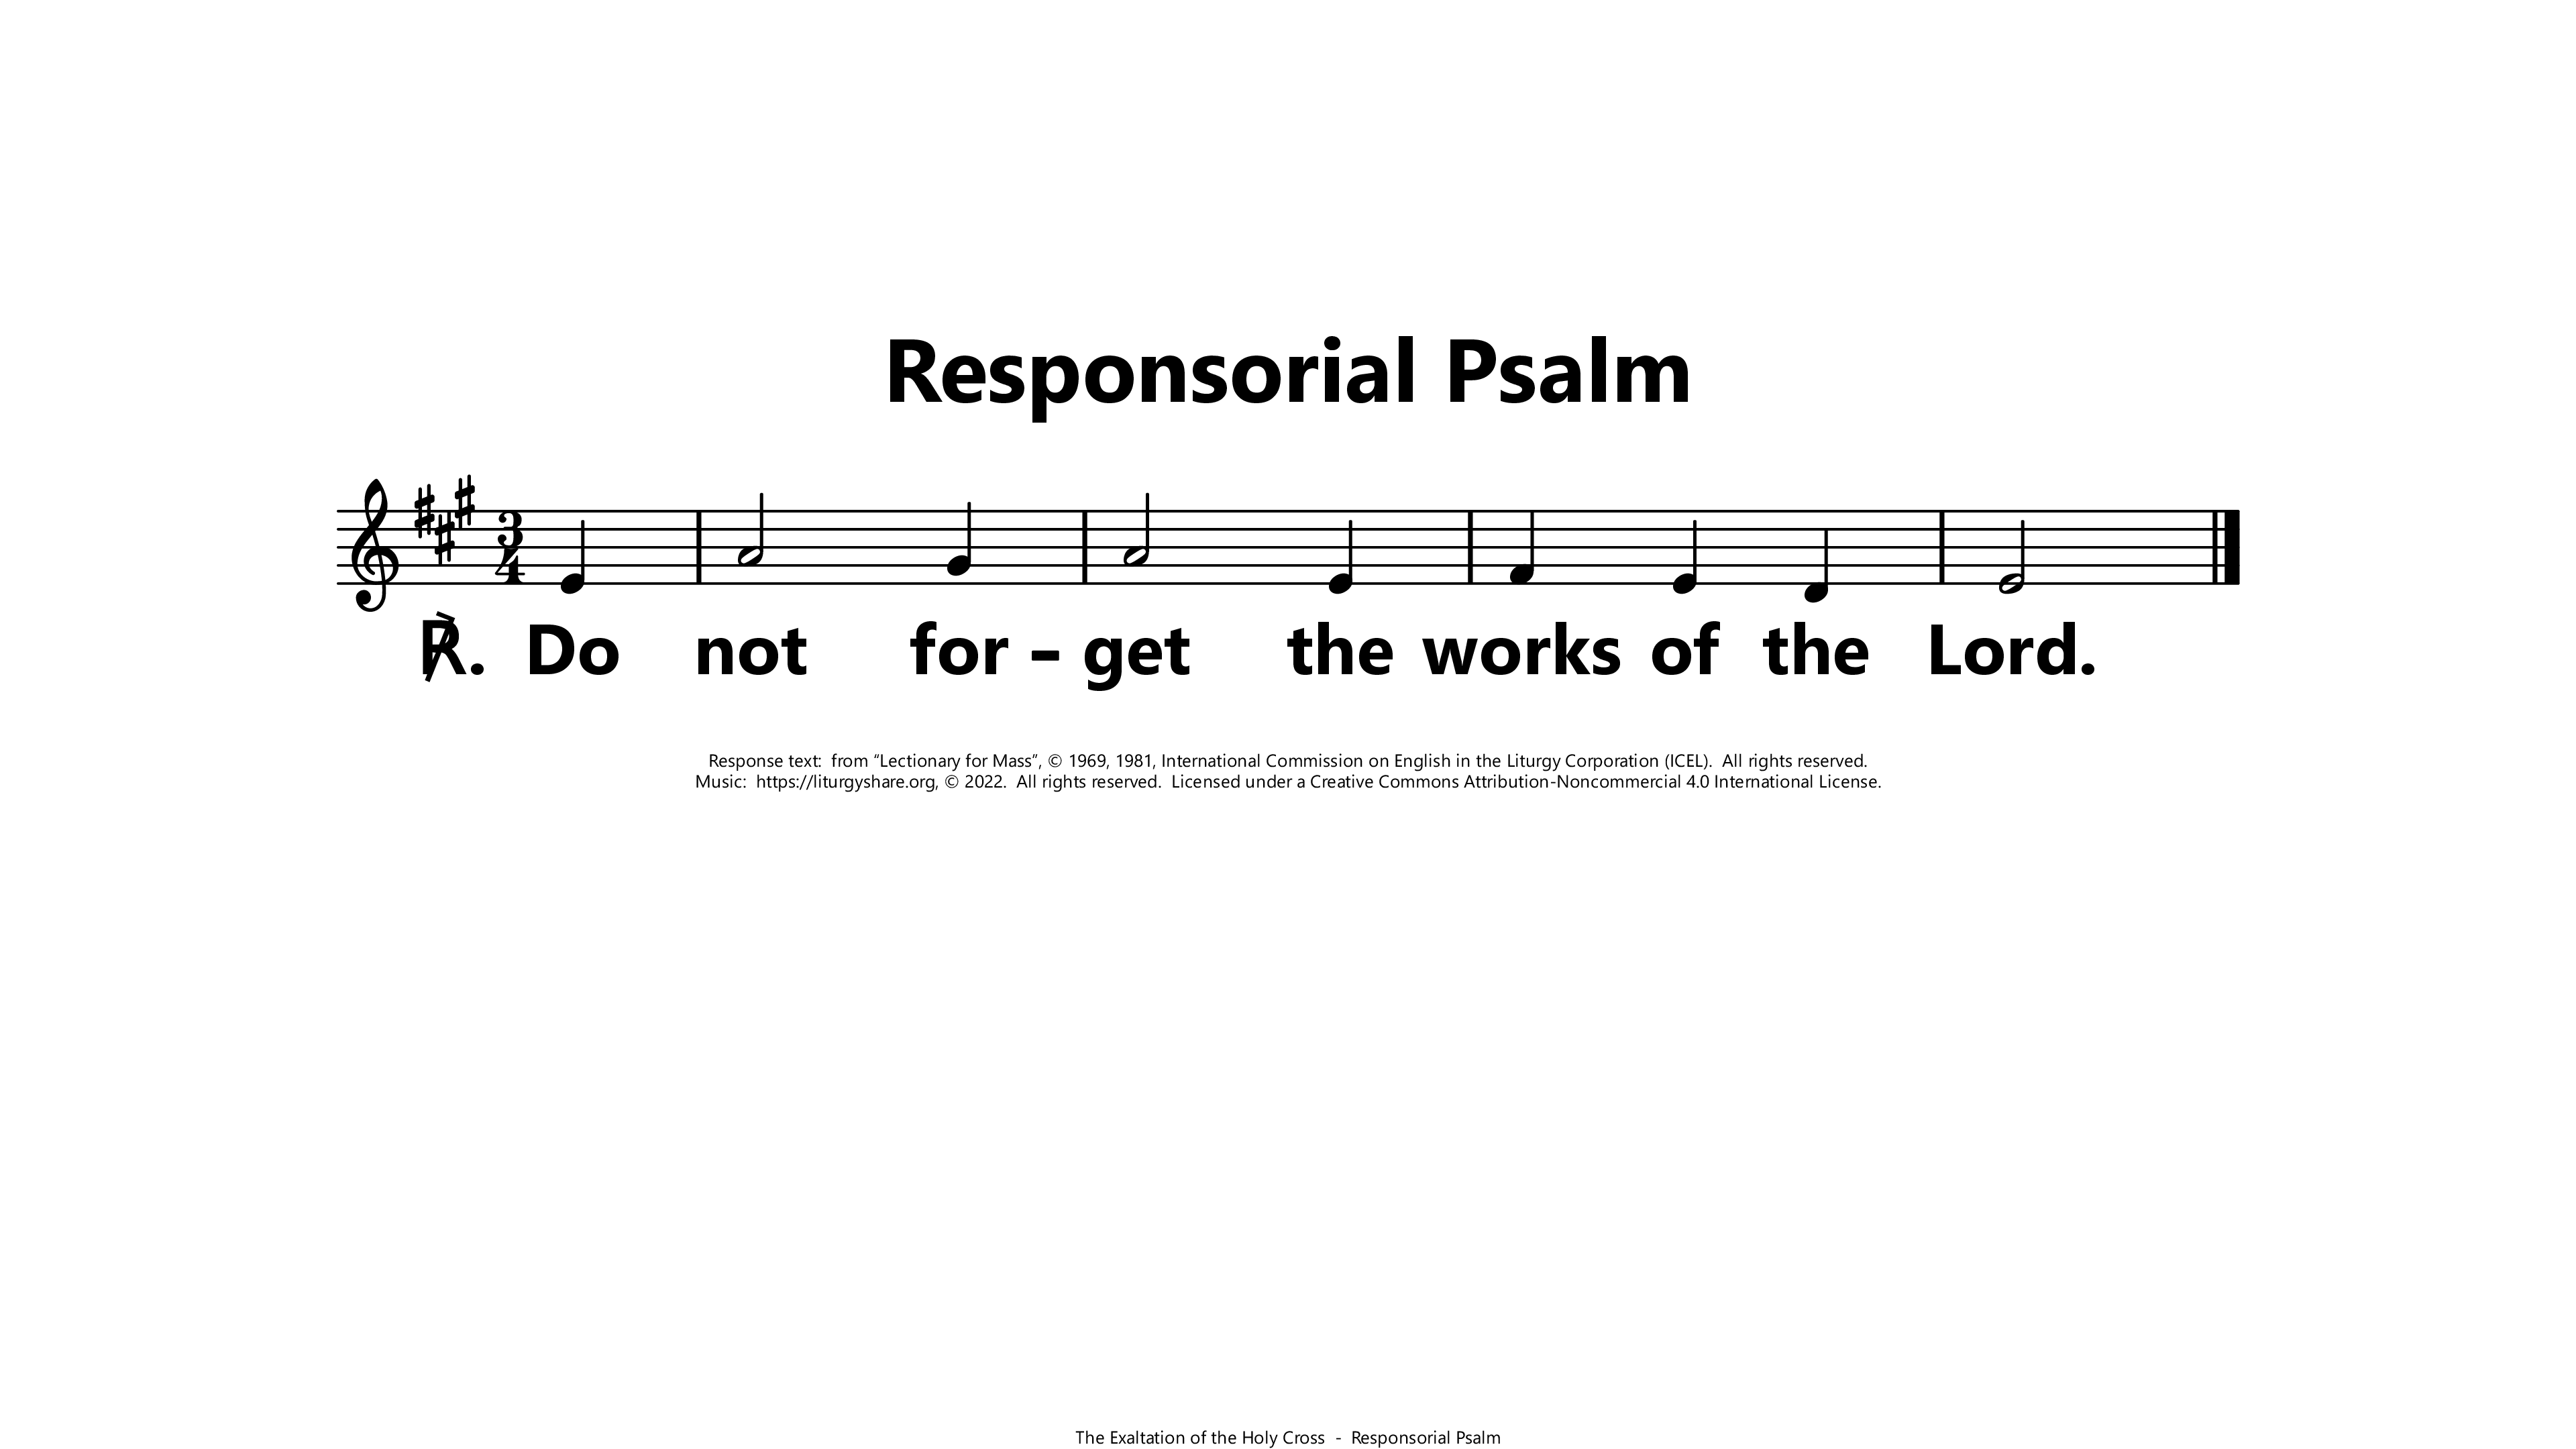 Responsorial Psalm
3
4
℟. Do not for - get the works of the Lord.
Response text:  from “Lectionary for Mass”, © 1969, 1981, International Commission on English in the Liturgy Corporation (ICEL).  All rights reserved.
Music:  https://liturgyshare.org, © 2022.  All rights reserved.  Licensed under a Creative Commons Attribution-Noncommercial 4.0 International License.
The Exaltation of the Holy Cross  -  Responsorial Psalm